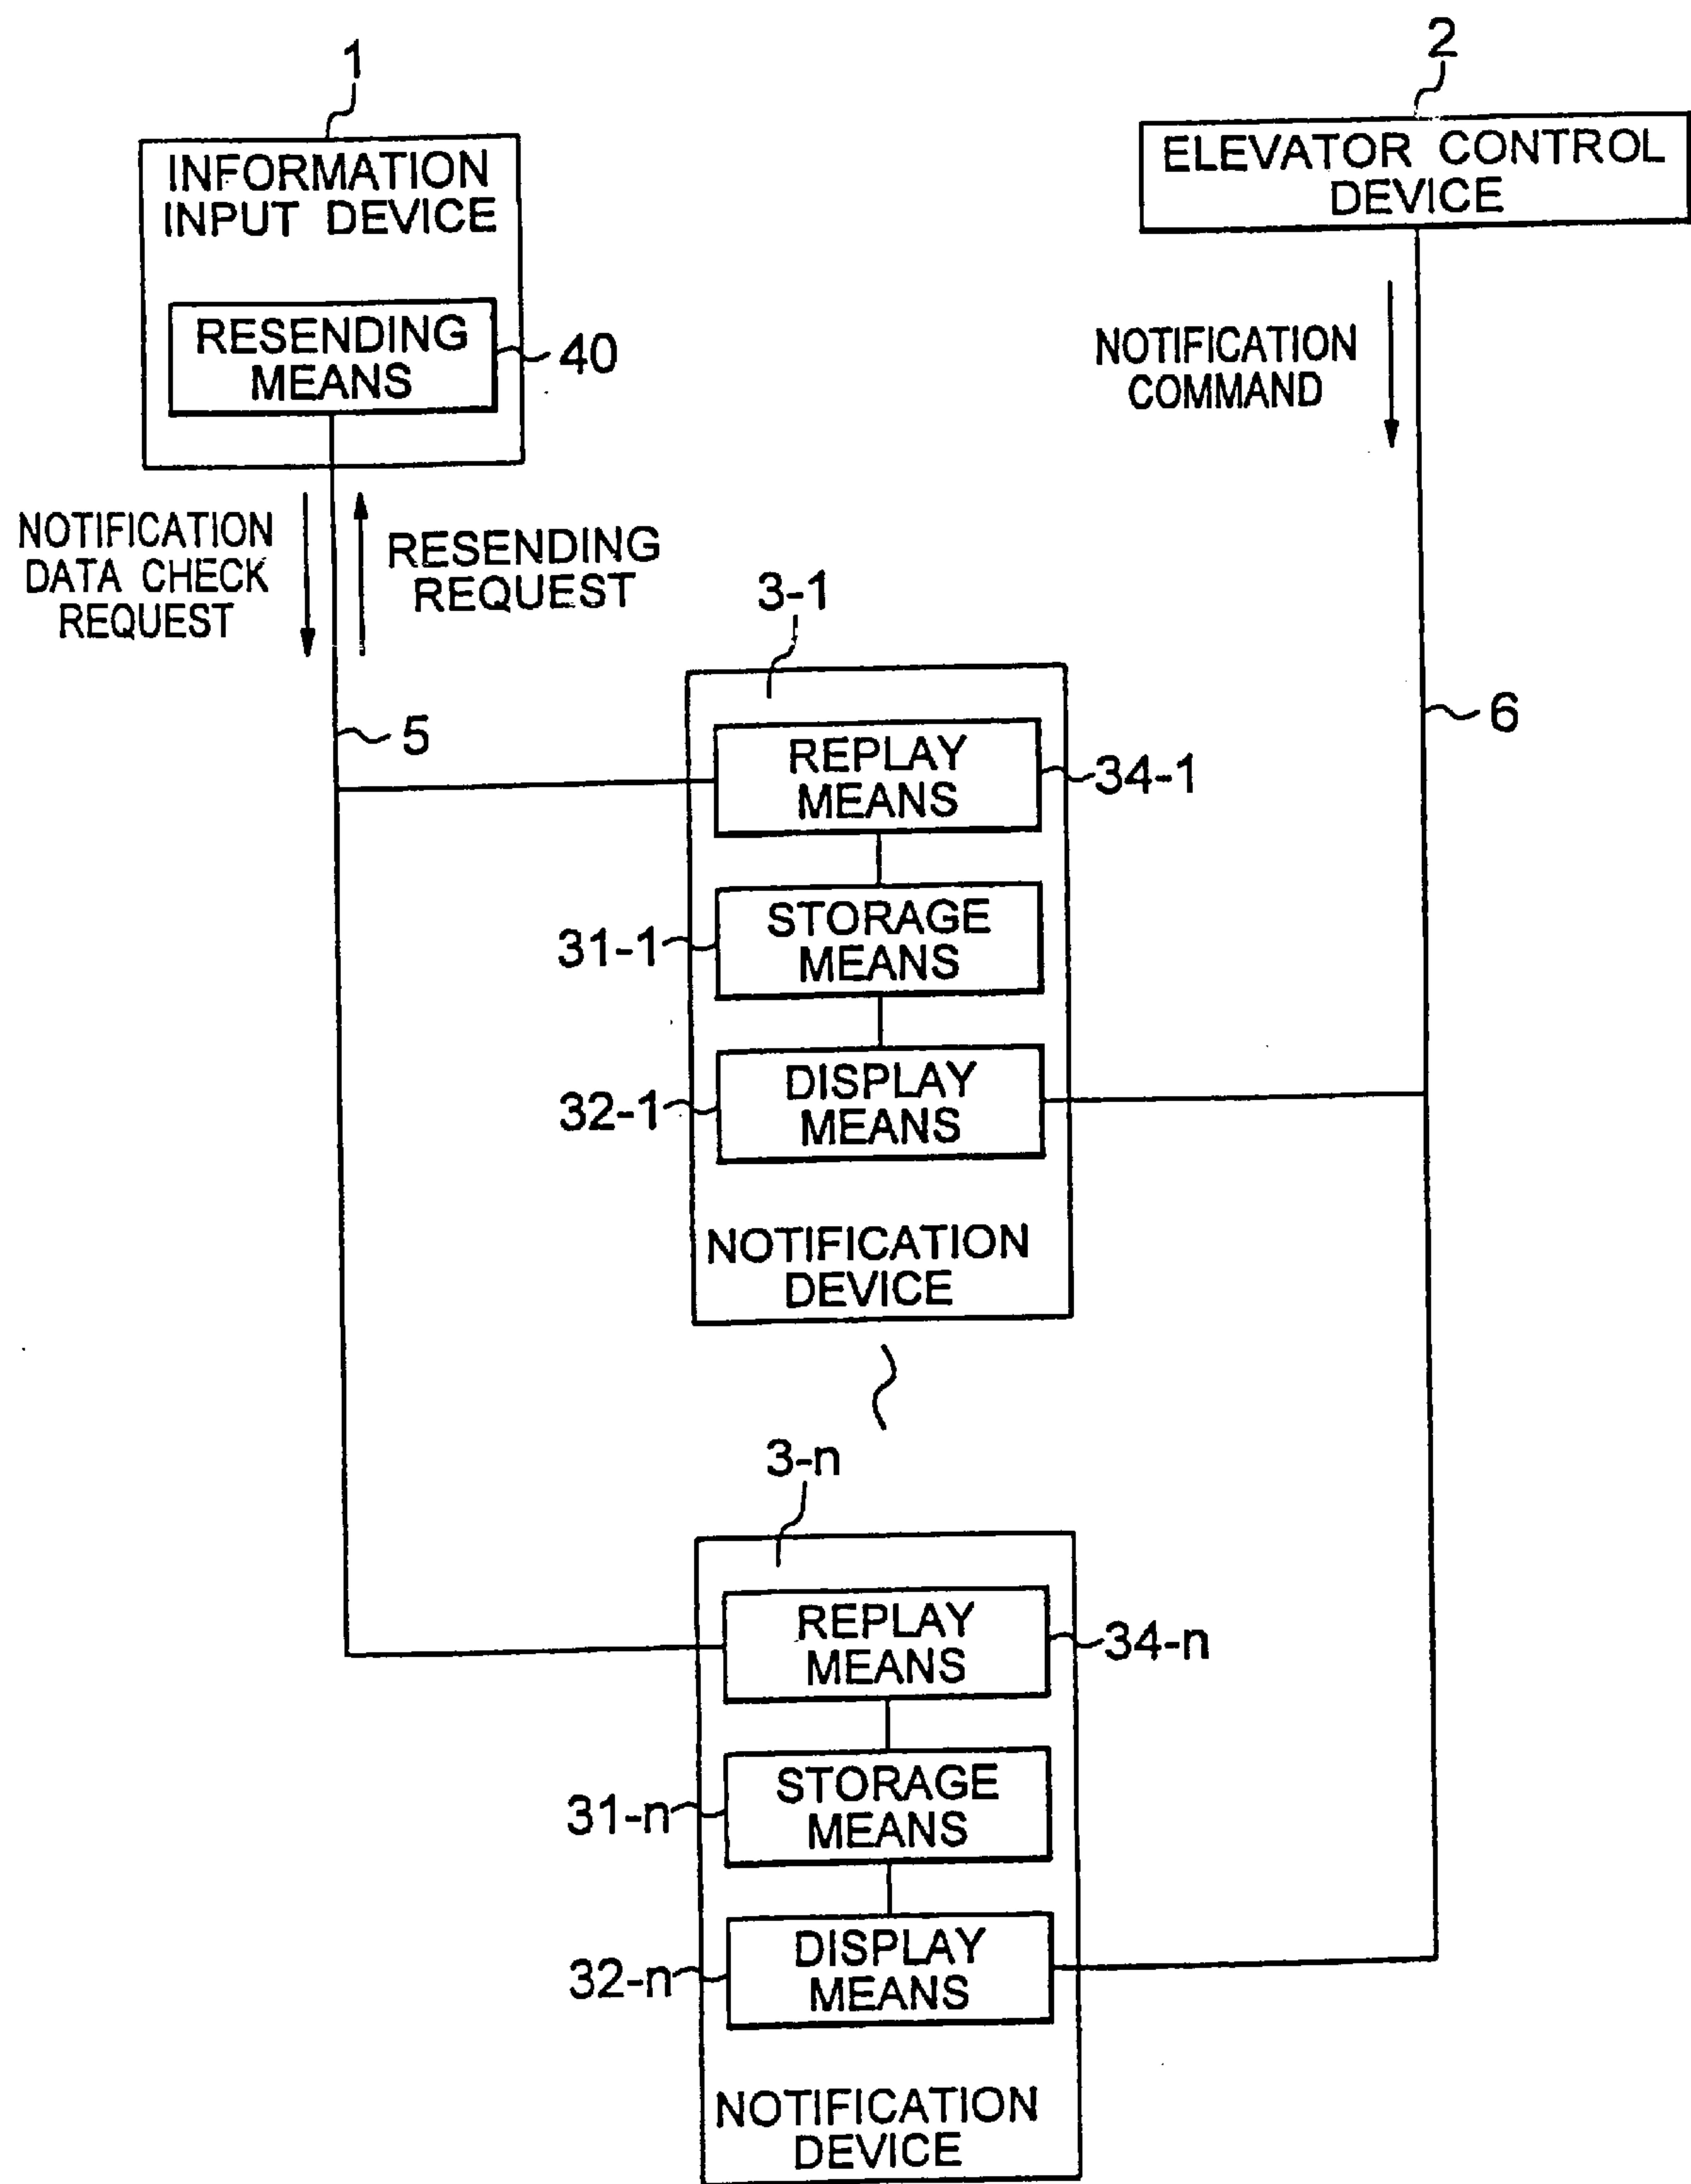 1
INFORMATION
INPUT DEVICE
RESENDING
MEANS
40
2
ELEVATOR CONTROL
DEVICE
NOTIFICATION
COMMAND
NOTIFICATION
DATA CHECK
REQUEST
RESENDING
REQUEST
5
6
3-1
REPLAY
MEANS
34-1
STORAGE
MEANS
31-1
DISPLAY
MEANS
32-1
NOTIFICATION
DEVICE
3-n
REPLAY
MEANS
34-n
STORAGE
MEANS
31-n
DISPLAY
MEANS
32-n
NOTIFICATION
DEVICE